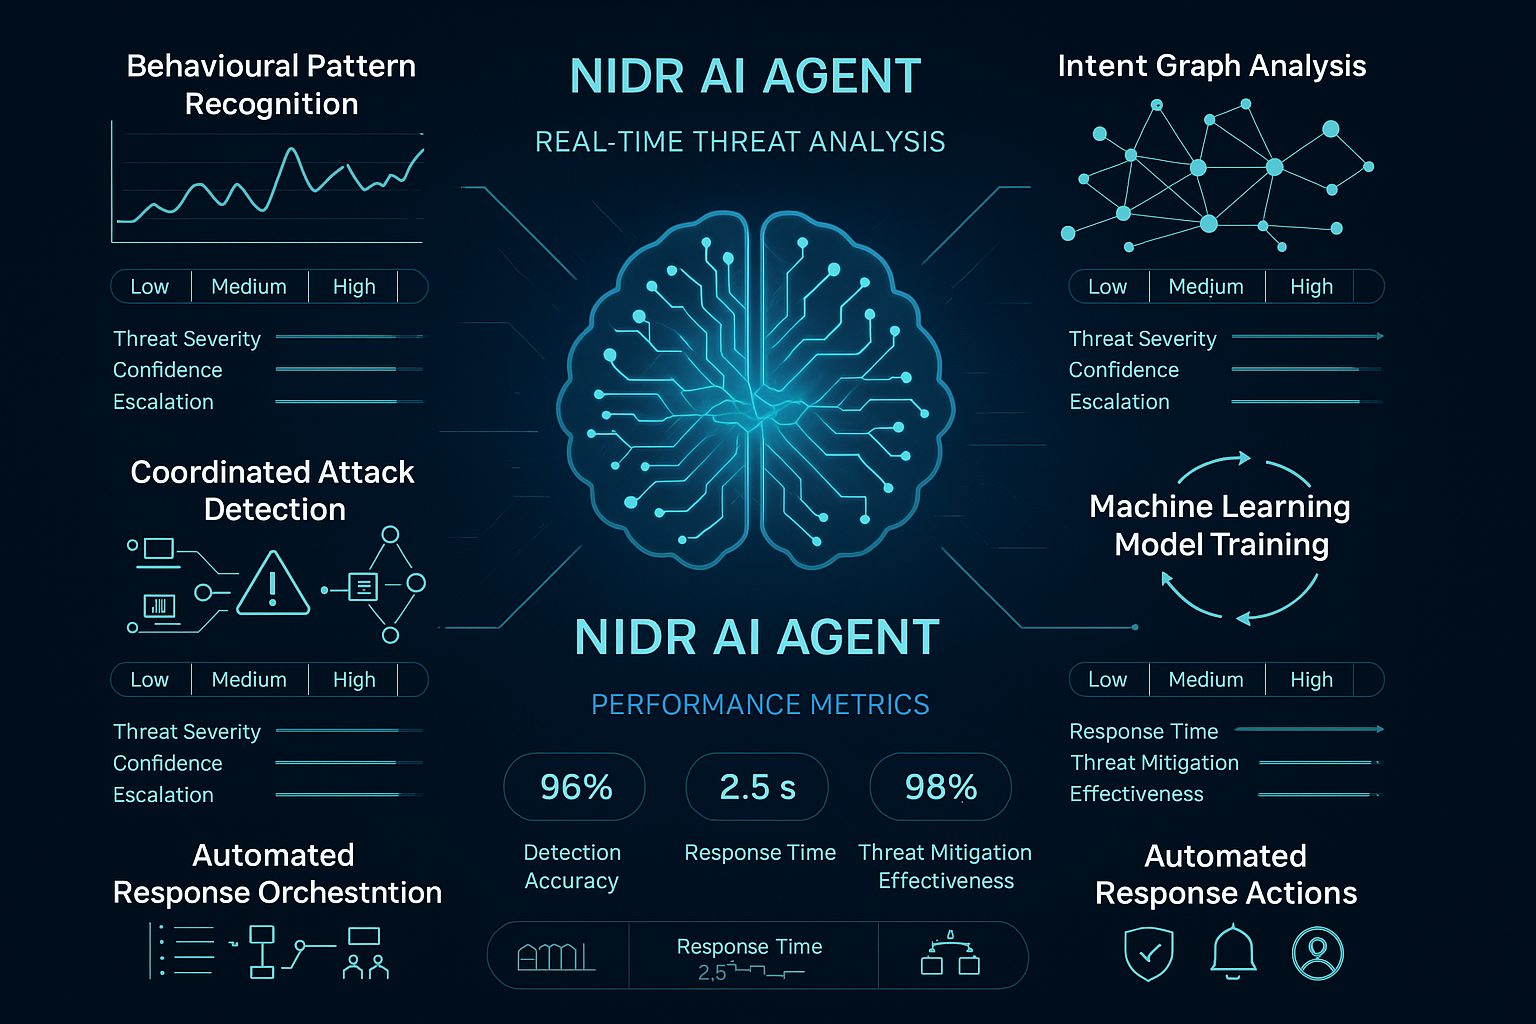 Behavioural Pattern
Recognition
Low Medium High
Threat Severity
Confidence
Escalation
Coordinated Attack
Detection
Low Medium High
Threat Severity
Confidence
Escalation
Automated
Response Orchestntion
NIDR AI AGENT
REAL-TIME THREAT ANALYSIS
NIDR AI AGENT
PERFORMANCE METRICS
96% 2.5 s 98%
Detection
Accuracy
Response Time
Threat Mitigation
Effectiveness
Response Time
2,5
Intent Graph Analysis
Low Medium High
Threat Severity
Confidence
Escalation
Machine Learning
Model Training
Low Medium High
Response Time
Threat Mitigation
Effectiveness
Automated
Response Actions